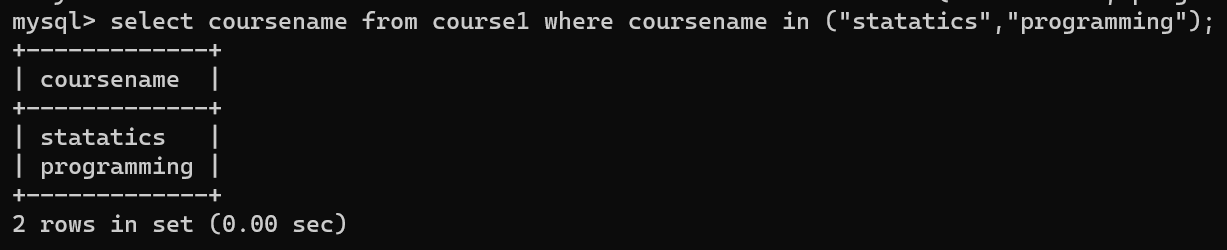 mysql> select coursename from course1 where coursename in ("statatics","programming");
+-------------+
| coursename  |
+-------------+
| statatics   |
| programming |
+-------------+
2 rows in set (0.00 sec)